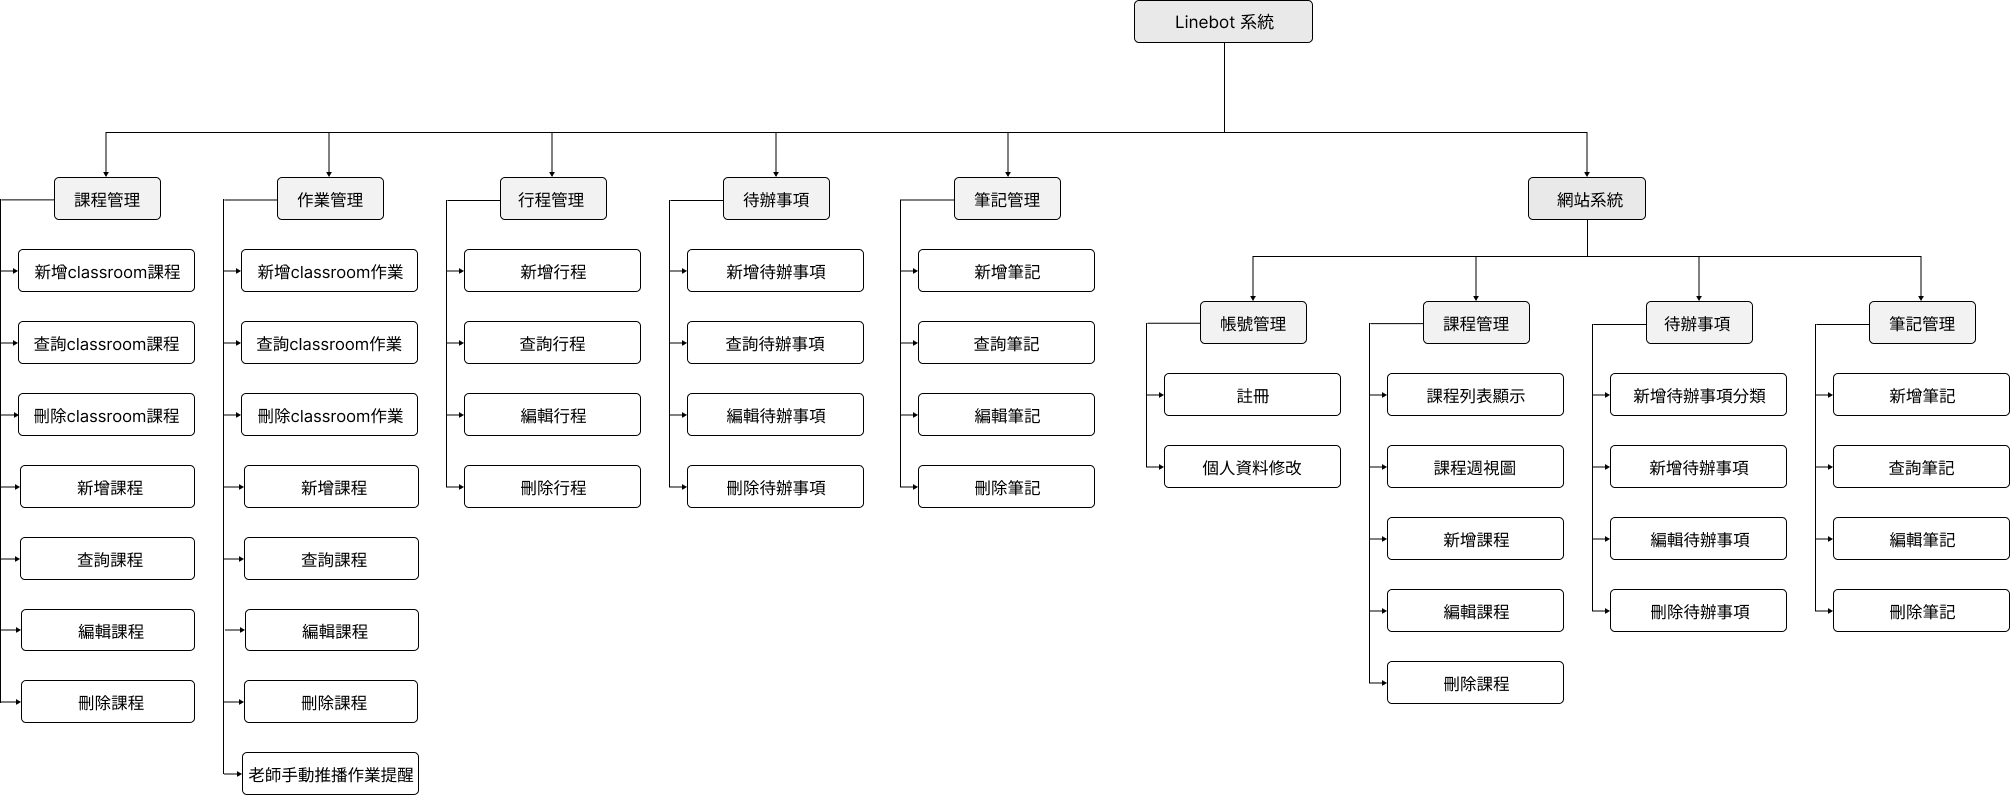 Linebot 系統
課程管理
新增classroom課程
查詢classroom課程
刪除classroom課程
新增課程
查詢課程
編輯課程
刪除課程
作業管理
新增classroom作業
查詢classroom作業
刪除classroom作業
新增課程
查詢課程
編輯課程
刪除課程
老師手動推播作業提醒
行程管理
新增行程
查詢行程
編輯行程
刪除行程
待辦事項
新增待辦事項
查詢待辦事項
編輯待辦事項
刪除待辦事項
筆記管理
新增筆記
查詢筆記
編輯筆記
刪除筆記
網站系統
帳號管理
註冊
個人資料修改
課程管理
課程列表顯示
課程週視圖
新增課程
編輯課程
刪除課程
待辦事項
新增待辦事項分類
新增待辦事項
編輯待辦事項
刪除待辦事項
筆記管理
新增筆記
查詢筆記
編輯筆記
刪除筆記